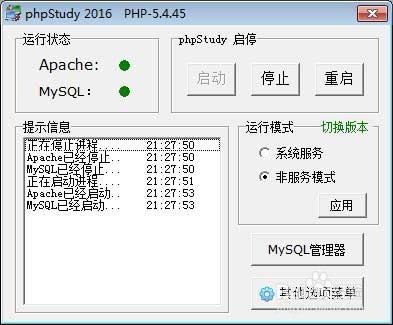 phpStudy 2016 PHP-5.4.45
运行状态
Apache:
MySQL:
phpStudy 启停
启动 停止 重启
提示信息
正在停止进程.... 21:27:50
Apache已经停止.. 21:27:50
MySQL已经停止... 21:27:50
正在启动进程.... 21:27:51
Apache已经启动.. 21:27:53
MySQL已经启动... 21:27:53
运行模式 切换版本
系统服务
非服务模式
应用
MySQL管理器
其他选项菜单